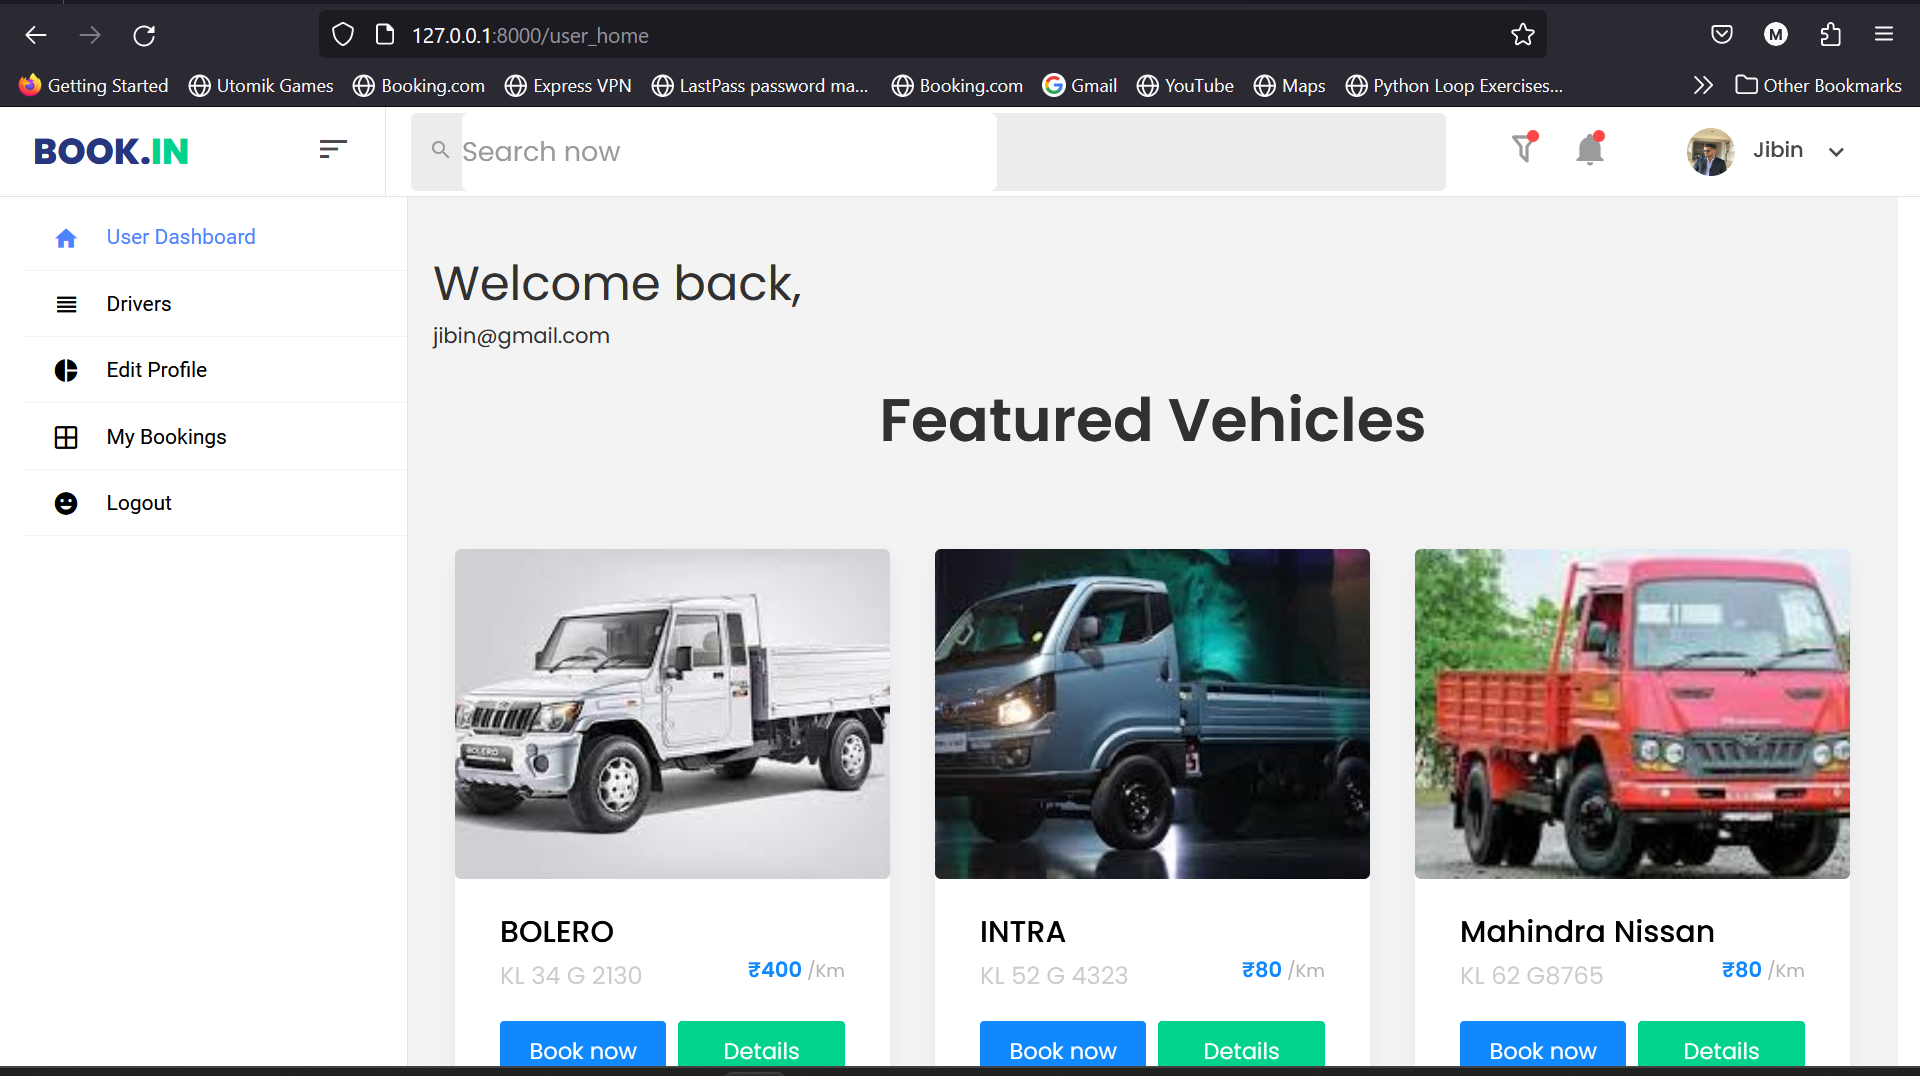 127.0.0.1:8000/user_home
M
Getting Started
Utomik Games
Booking.com
Express VPN
LastPass password ma...
Booking.com
Gmail
YouTube
Maps
Python Loop Exercises...
Other Bookmarks
BOOK.IN
Search now
Jibin
User Dashboard
Drivers
Edit Profile
My Bookings
Logout
Welcome back,
jibin@gmail.com
Featured Vehicles
BOLERO
BOLERO
KL 34 G 2130
₹400 /Km
Book now
Details
INTRA
KL 52 G 4323
₹80 /Km
Book now
Details
Mahindra Nissan
KL 62 G8765
₹80 /Km
Book now
Details